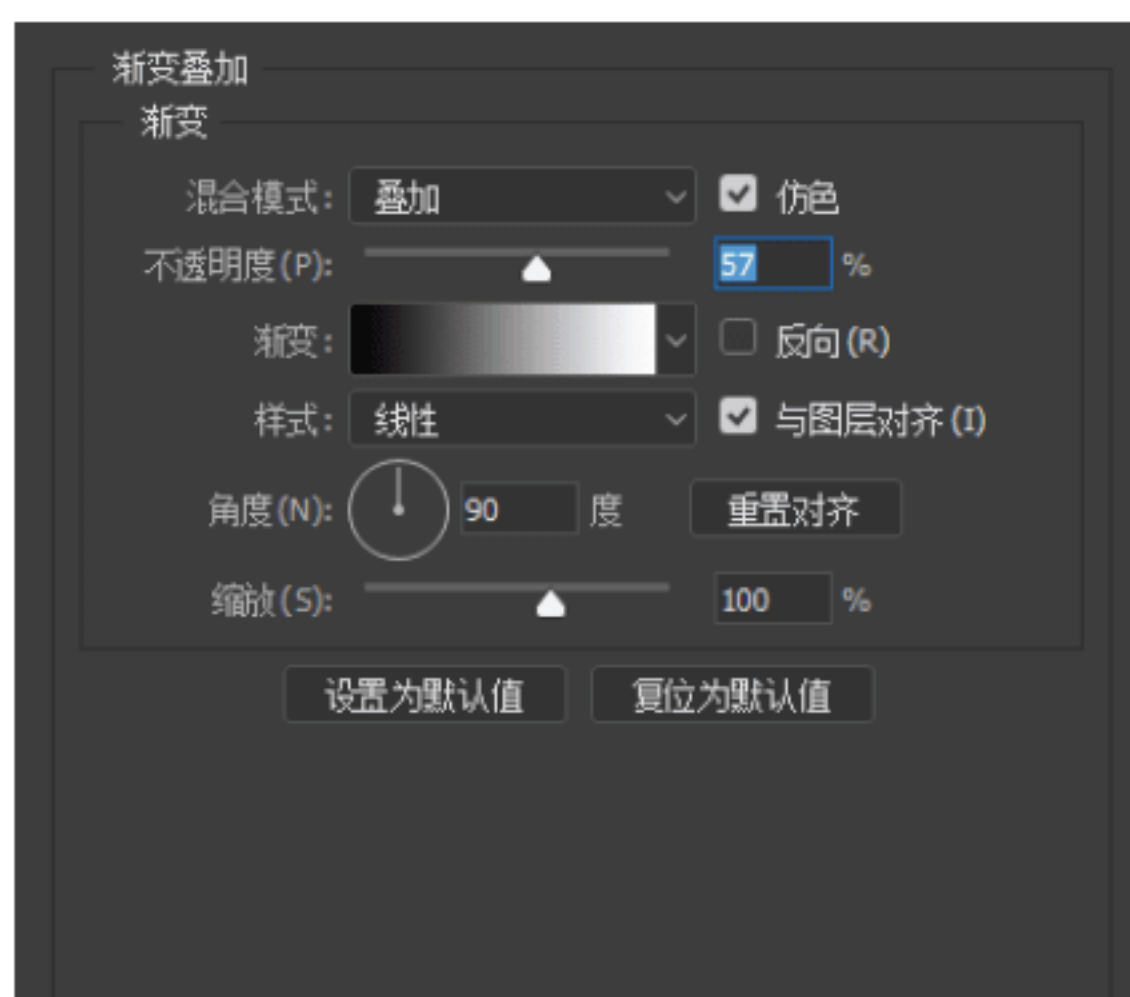 渐变叠加
渐变
混合模式: 叠加 仿色
不透明度(P): 57 %
渐变: 反向(R)
样式: 线性 与图层对齐(I)
角度(N): 90 度 重置对齐
缩放(S): 100 %
设置为默认值 复位为默认值